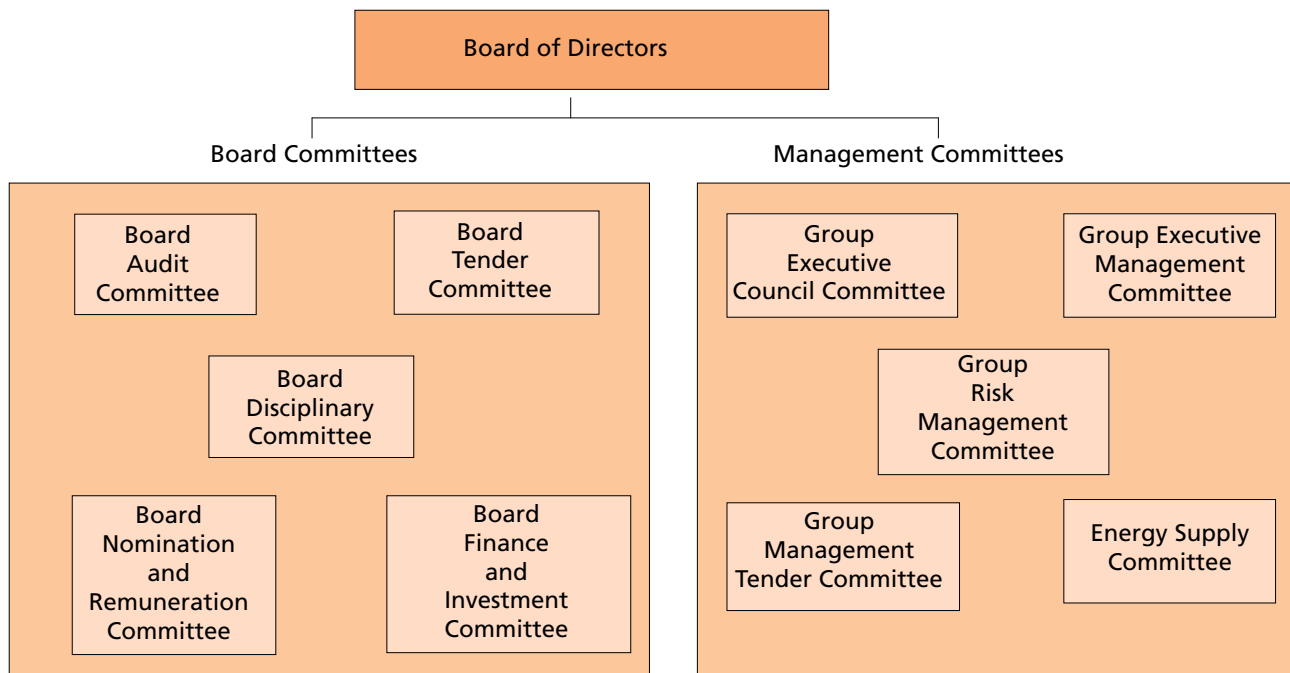 Board of Directors
Board Committees
Management Committees
Board
Audit
Committee
Board
Tender
Committee
Board
Disciplinary
Committee
Board
Nomination
and
Remuneration
Committee
Board
Finance
and
Investment
Committee
Group
Executive
Council Committee
Group Executive
Management
Committee
Group
Risk
Management
Committee
Group
Management
Tender Committee
Energy Supply
Committee